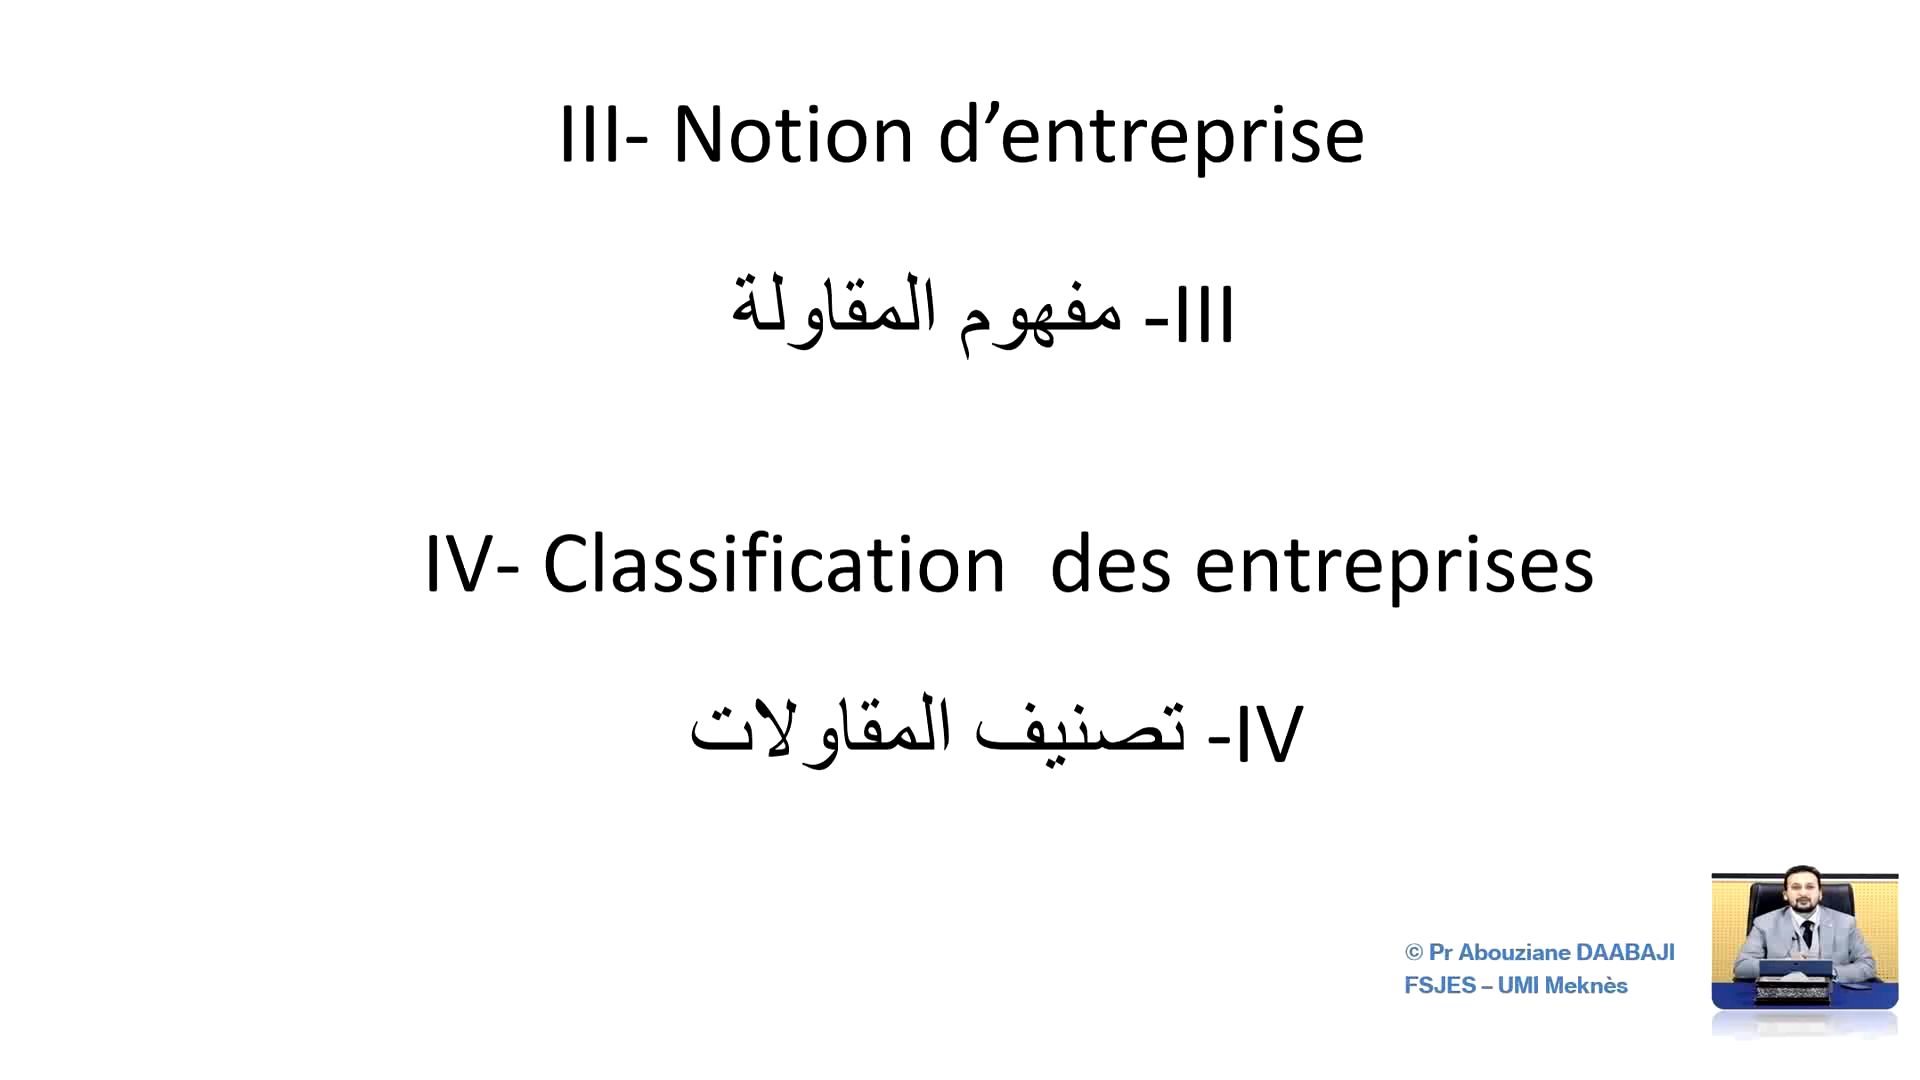 III- Notion d’entreprise
III- مفهوم المقاولة
IV- Classification  des entreprises
IV- تصنيف المقاولات
© Pr Abouziane DAABAJI
FSJES – UMI Meknès